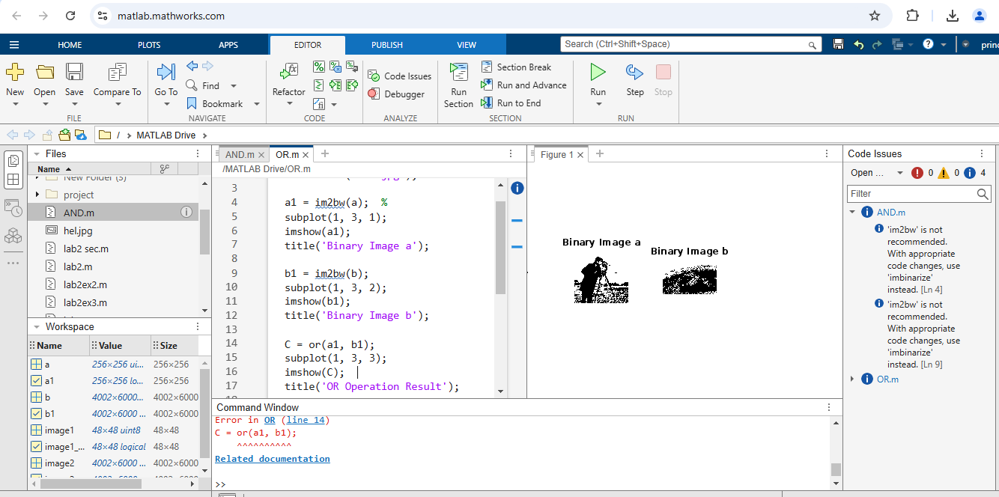 matlab.mathworks.com
HOME PLOTS APPS EDITOR PUBLISH VIEW
Search (Ctrl+Shift+Space)
princ
New Open Save Compare To
FILE
Go To
Find
Bookmark
NAVIGATE
Refactor
CODE
Code Issues
Debugger
ANALYZE
Run Section
Section Break
Run and Advance
Run to End
SECTION
Run Step Stop
RUN
/ › MATLAB Drive ›
Files
Name
New Folder (3)
project
AND.m
hel.jpg
lab2 sec.m
lab2.m
lab2ex2.m
lab2ex3.m
Workspace
Name Value Size
a 256×256 ui... 256×256
a1 256×256 lo... 256×256
b 4002×6000... 4002×6000
b1 4002×6000 ... 4002×6000
image1 48×48 uint8 48×48
image1_... 48×48 logical 48×48
image2 4002×6000 ... 4002×6000
AND.m OR.m
/MATLAB Drive/OR.m
3
4 a1 = im2bw(a); %
5 subplot(1, 3, 1);
6 imshow(a1);
7 title('Binary Image a');
8
9 b1 = im2bw(b);
10 subplot(1, 3, 2);
11 imshow(b1);
12 title('Binary Image b');
13
14 C = or(a1, b1);
15 subplot(1, 3, 3);
16 imshow(C);
17 title('OR Operation Result');
Figure 1
Binary Image a
Binary Image b
Command Window
Error in OR (line 14)
C = or(a1, b1);
^^^^^^^^^^
Related documentation
>>
Code Issues
Open ... 0 0 4
Filter
AND.m
'im2bw' is not
recommended.
With appropriate
code changes, use
'imbinarize'
instead. [Ln 4]
'im2bw' is not
recommended.
With appropriate
code changes, use
'imbinarize'
instead. [Ln 9]
OR.m